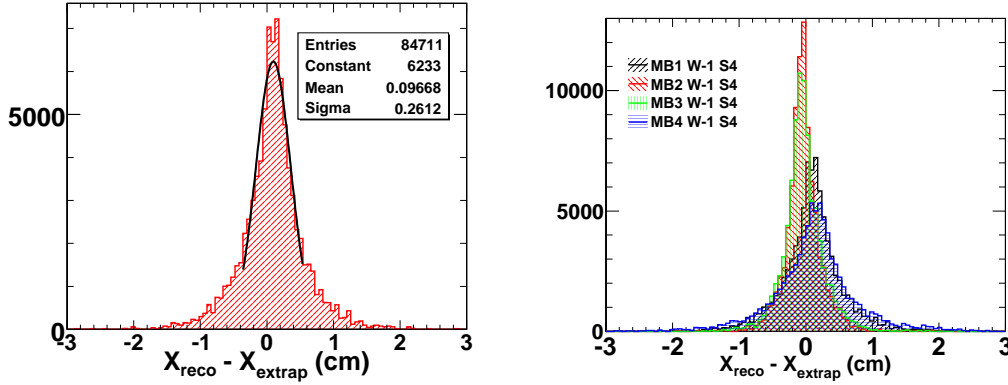 Entries 84711
Constant 6233
Mean 0.09668
Sigma 0.2612
5000
0
-3 -2 -1 0 1 2 3
X_reco - X_extrap (cm)
MB1 W-1 S4
MB2 W-1 S4
MB3 W-1 S4
MB4 W-1 S4
10000
5000
0
-3 -2 -1 0 1 2 3
X_reco - X_extrap (cm)